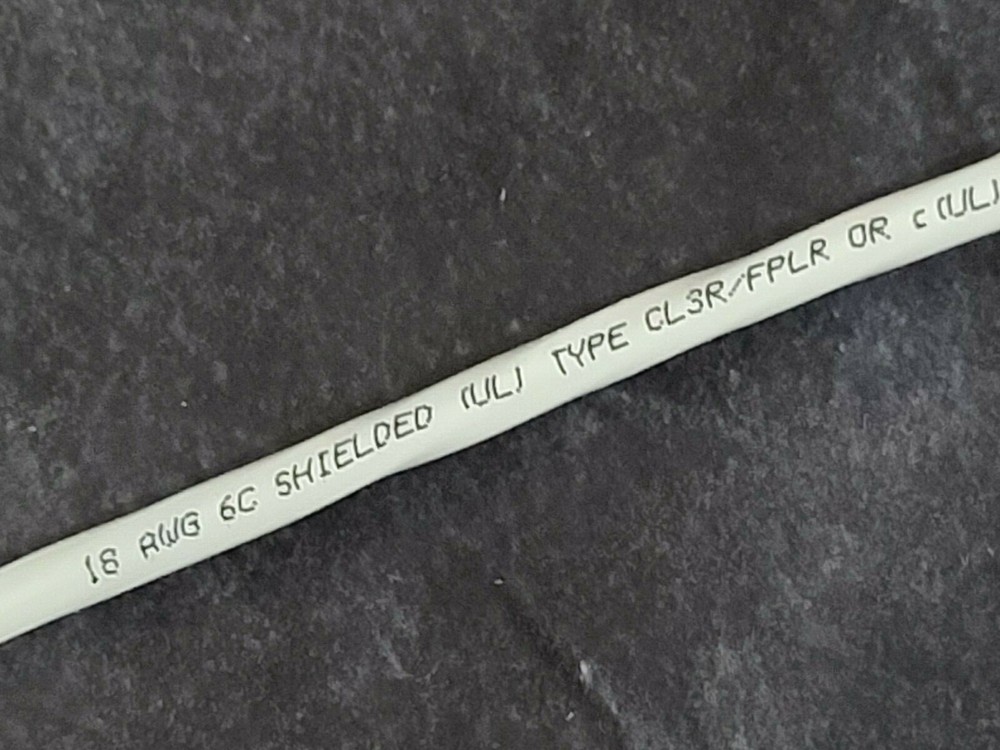 18 AWG 6C SHIELDED (UL) TYPE CL3R/FPLR OR c(UL)